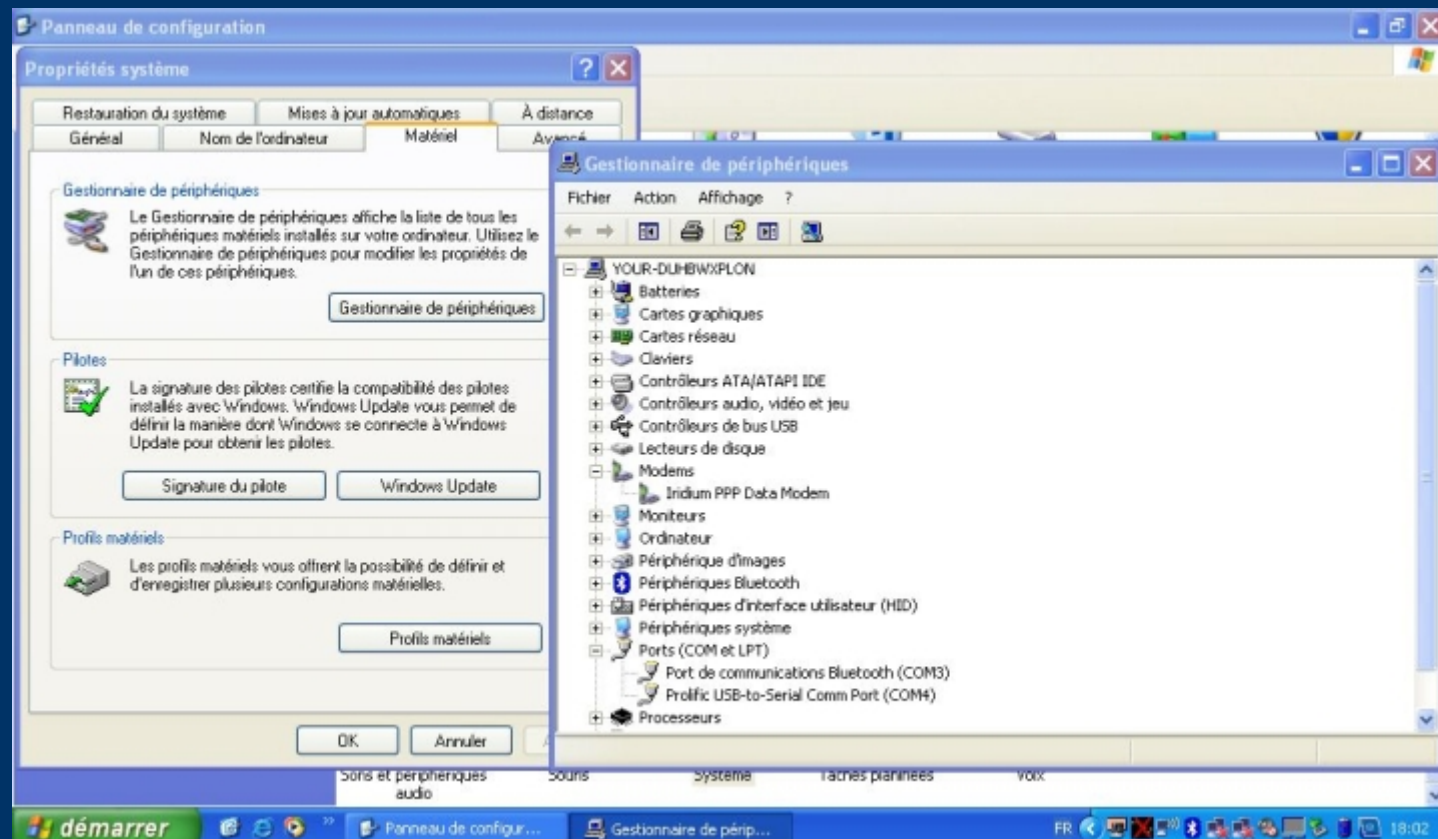 Panneau de configuration
Propriétés système
Restauration du système
Mises à jour automatiques
À distance
Général
Nom de l'ordinateur
Matériel
Avancé
Gestionnaire de périphériques
Le Gestionnaire de périphériques affiche la liste de tous les
périphériques matériels installés sur votre ordinateur. Utilisez le
Gestionnaire de périphériques pour modifier les propriétés de
l'un de ces périphériques.
Gestionnaire de périphériques
Pilotes
La signature des pilotes certifie la compatibilité des pilotes
installés avec Windows. Windows Update vous permet de
définir la manière dont Windows se connecte à Windows
Update pour obtenir les pilotes.
Signature du pilote
Windows Update
Profils matériels
Les profils matériels vous offrent la possibilité de définir et
d'enregistrer plusieurs configurations matérielles.
Profils matériels
OK
Annuler
Gestionnaire de périphériques
Fichier
Action
Affichage
?
YOUR-DUHBWXPLON
Batteries
Cartes graphiques
Cartes réseau
Claviers
Contrôleurs ATA/ATAPI IDE
Contrôleurs audio, vidéo et jeu
Contrôleurs de bus USB
Lecteurs de disque
Modems
Iridium PPP Data Modem
Moniteurs
Ordinateur
Périphérique d'images
Périphériques Bluetooth
Périphériques d'interface utilisateur (HID)
Périphériques système
Ports (COM et LPT)
Port de communications Bluetooth (COM3)
Prolific USB-to-Serial Comm Port (COM4)
Processeurs
Sons et périphériques
audio
Souris
Système
Tâches planifiées
Voix
démarrer
Panneau de configur...
Gestionnaire de périp...
FR
18:02